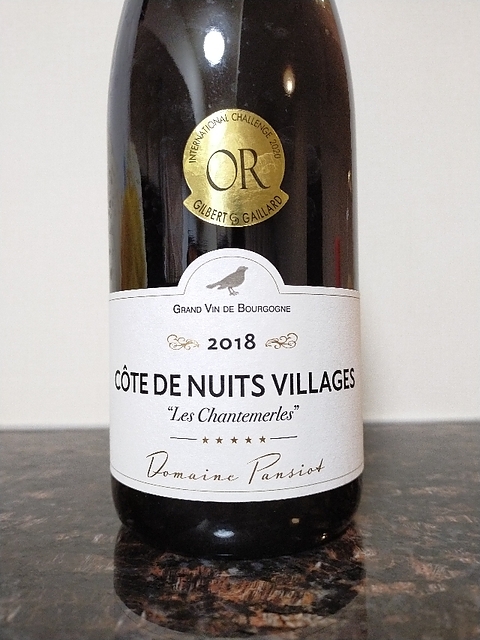 INTERNATIONAL CHALLENGE 2020
OR
GILBERT & GAILLARD
GRAND VIN DE BOURGOGNE
2018
CÔTE DE NUITS VILLAGES
“Les Chantemerles”
Domaine Pansiot